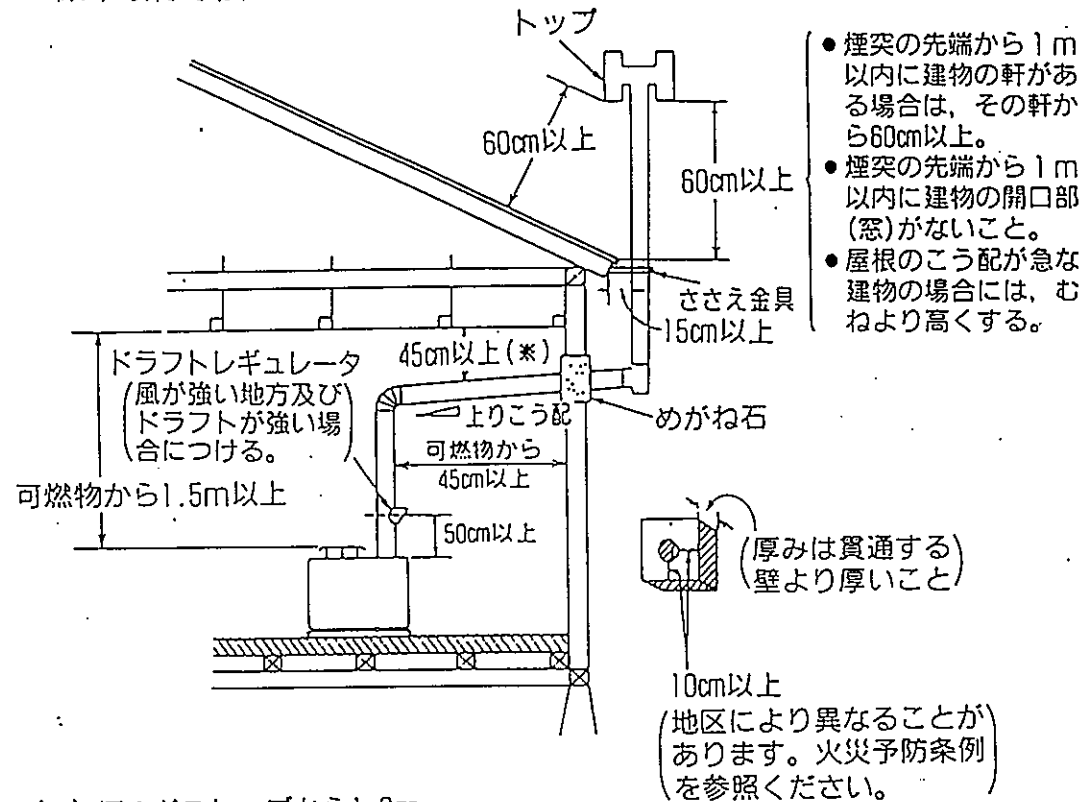 トップ
● 煙突の先端から1m
以内に建物の軒があ
る場合は，その軒か
ら60cm以上。
● 煙突の先端から1m
以内に建物の開口部
(窓)がないこと。
● 屋根のこう配が急な
建物の場合には，む
ねより高くする。
60cm以上
60cm以上
ささえ金具
15cm以上
45cm以上(※)
ドラフトレギュレータ
(風が強い地方及び
ドラフトが強い場
合につける。)
上りこう配
めがね石
可燃物から
45cm以上
可燃物から1.5m以上
50cm以上
(厚みは貫通する
壁より厚いこと)
10cm以上
(地区により異なることが
あります。火災予防条例
を参照ください。)